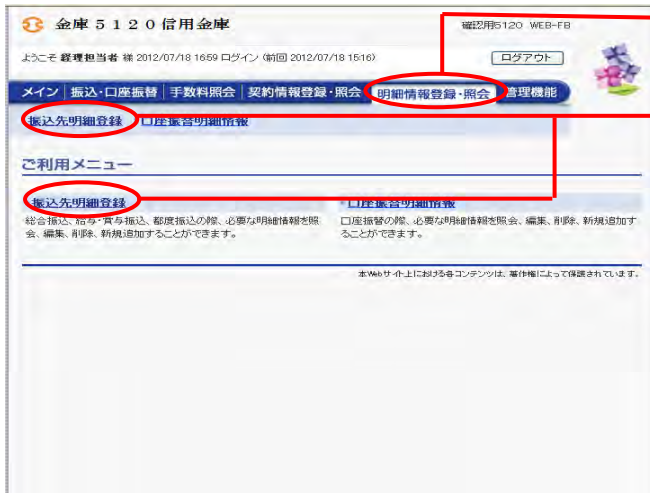 金庫5120信用金庫
確認用5120 WEB-FB
ようこそ 経理担当者 様 2012/07/18 1659 ログイン (前回 2012/07/18 15:16)
ログアウト
メイン 振込・口座振替 手数料照会 契約情報登録・照会 明細情報登録・照会 管理機能
振込先明細登録 口座振替明細情報
ご利用メニュー
振込先明細登録
総合振込、給与・賞与振込、都度振込の際、必要な明細情報を照会、編集、削除、新規追加することができます。
口座振替明細情報
口座振替の際、必要な明細情報を照会、編集、削除、新規追加することができます。
本Webサイト上における各コンテンツは、著作権によって保護されています。